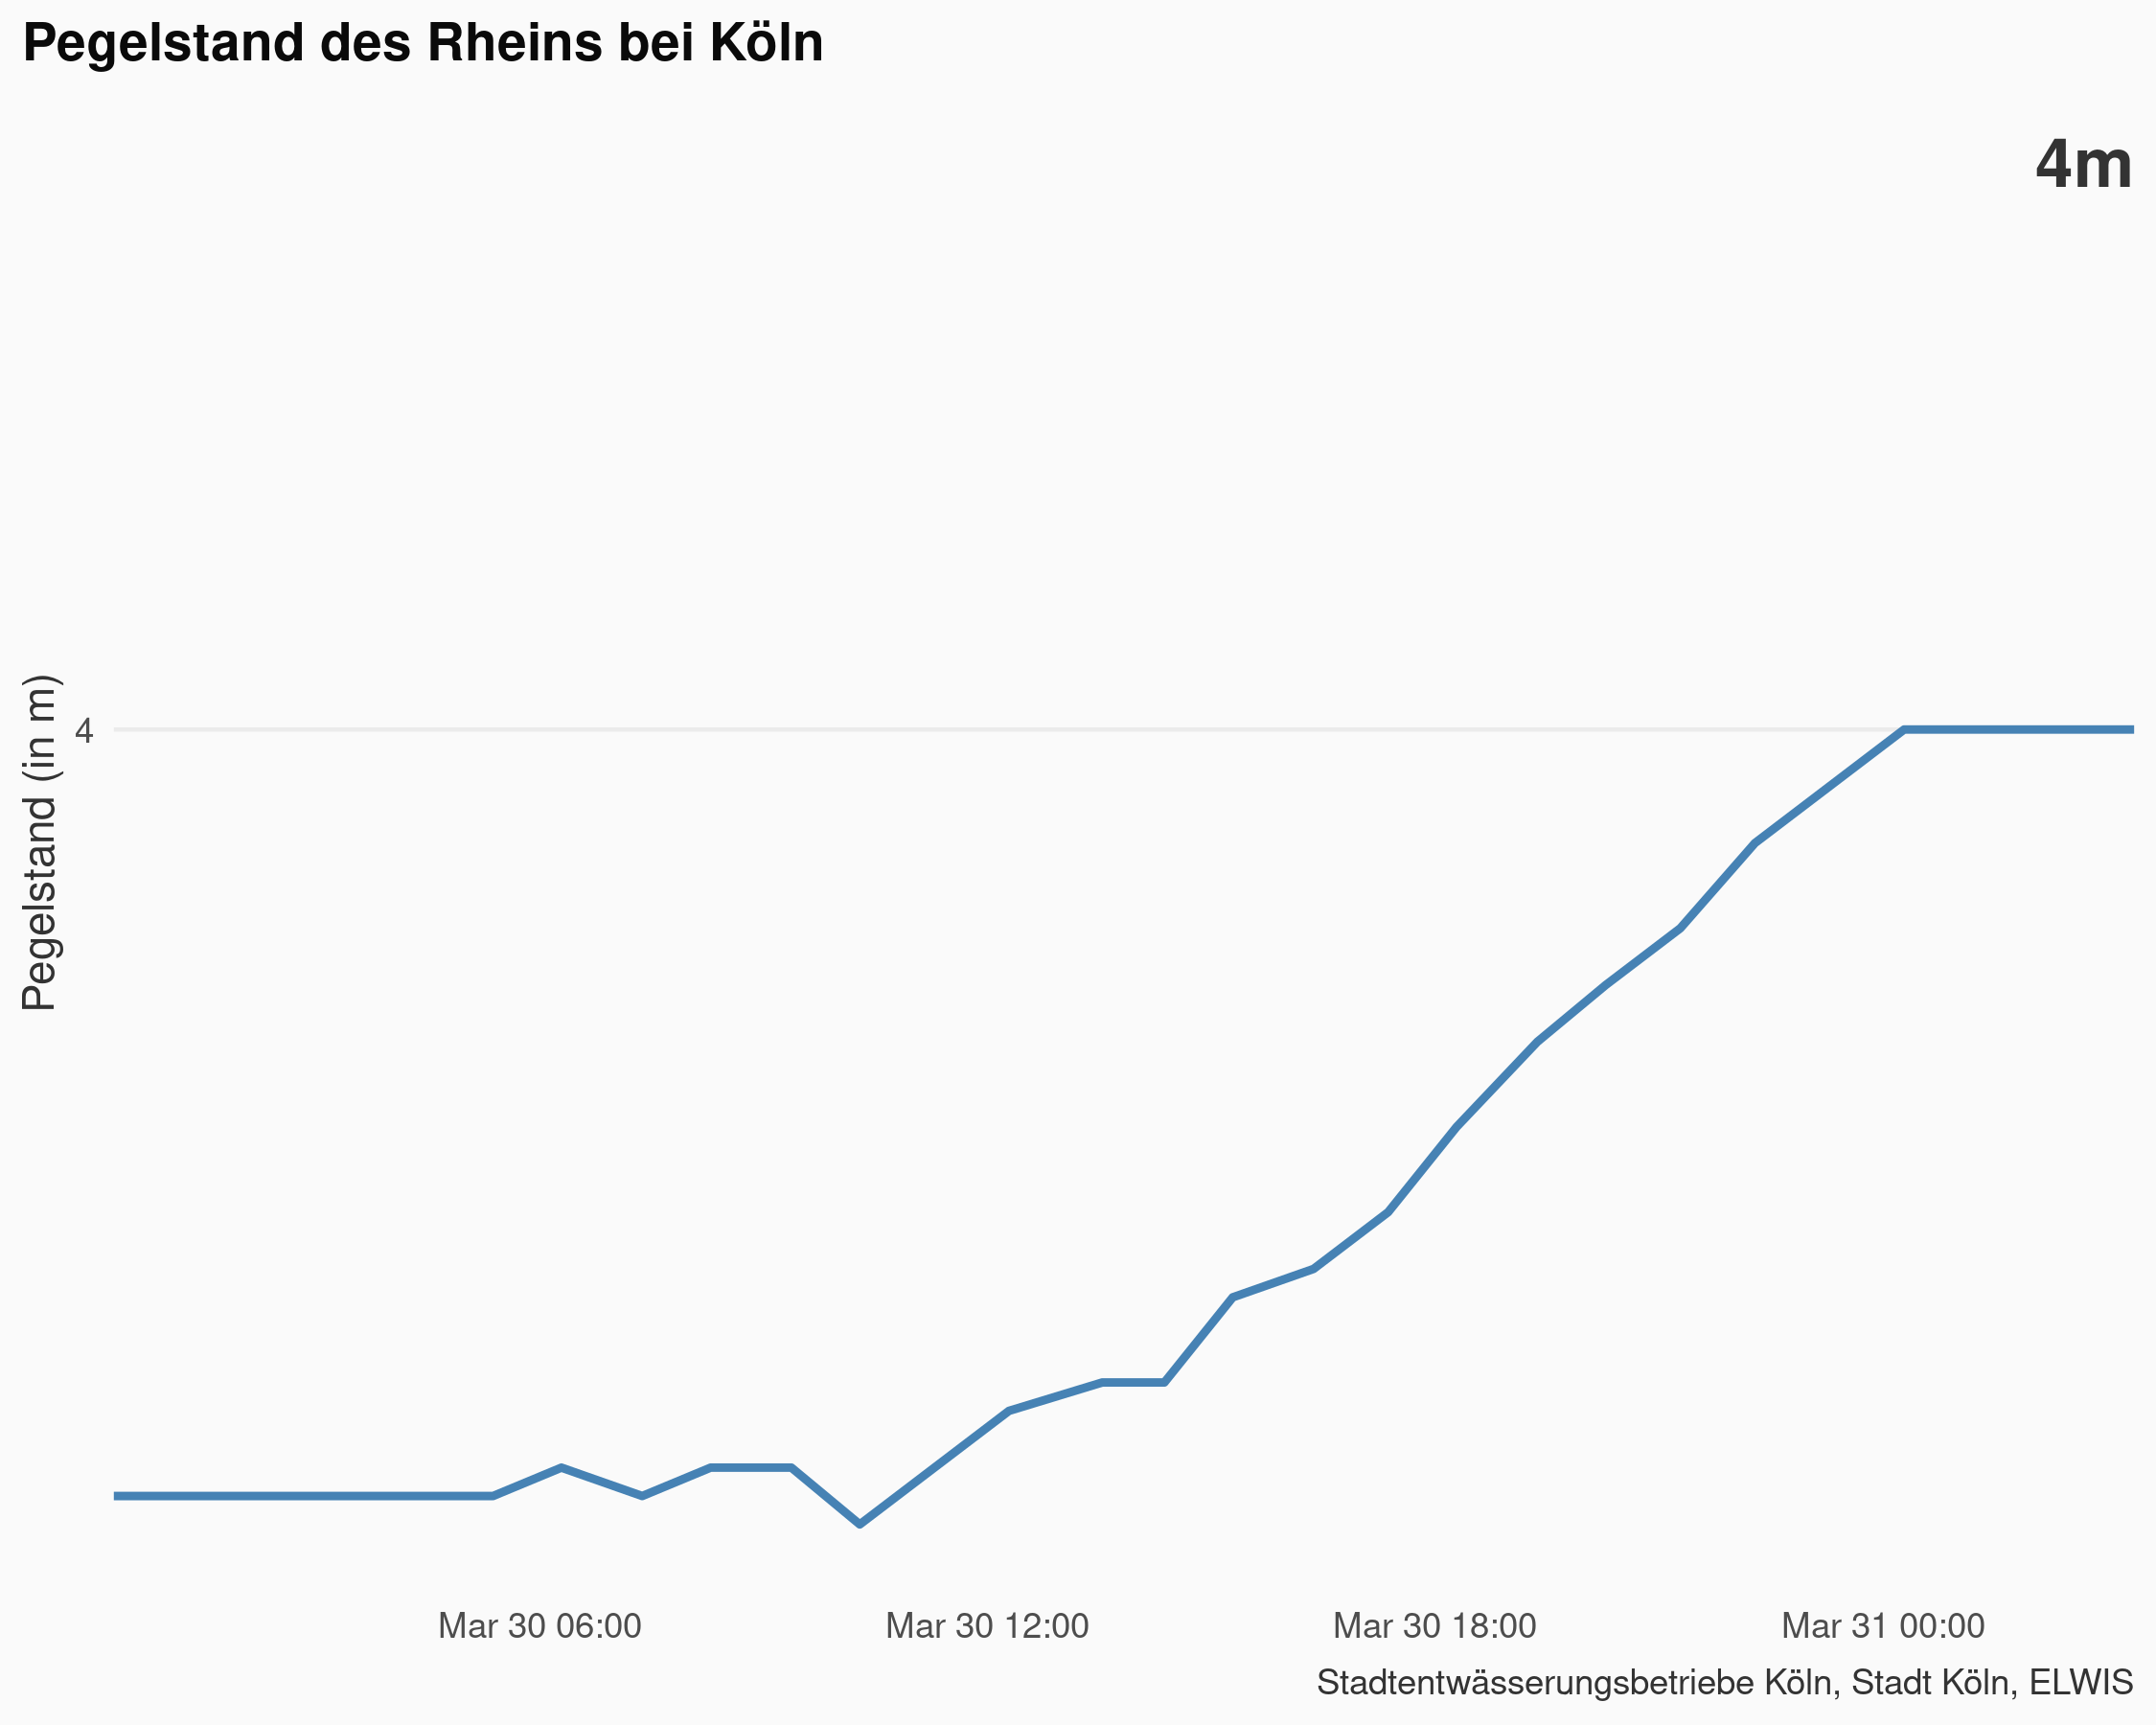 Pegelstand des Rheins bei Köln
4m
Pegelstand (in m)
4
Mar 30 06:00
Mar 30 12:00
Mar 30 18:00
Mar 31 00:00
Stadtentwässerungsbetriebe Köln, Stadt Köln, ELWIS